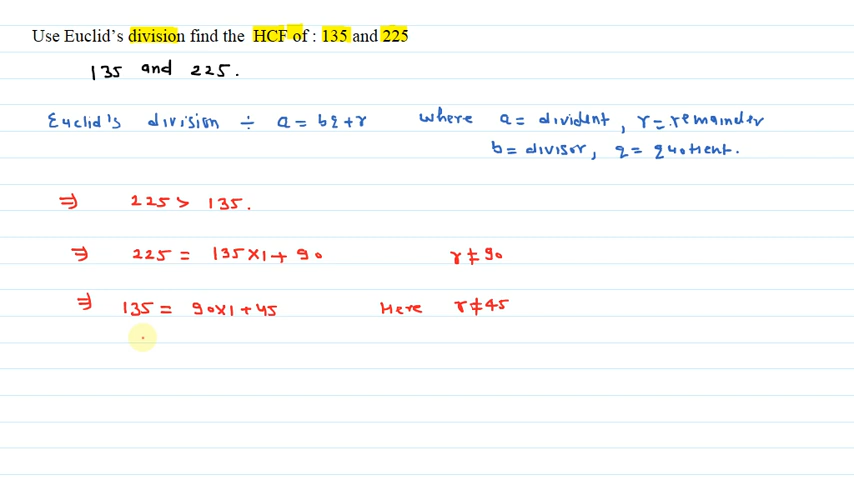 Use Euclid's division find the HCF of : 135 and 225
135 and 225.
Euclid's division ÷ a = bq + r where a = divident, r = remainder
b = divisor, q = quotient.
⇒ 225 > 135.
⇒ 225 = 135 × 1 + 90 r ≠ 90
⇒ 135 = 90 × 1 + 45 Here r ≠ 45